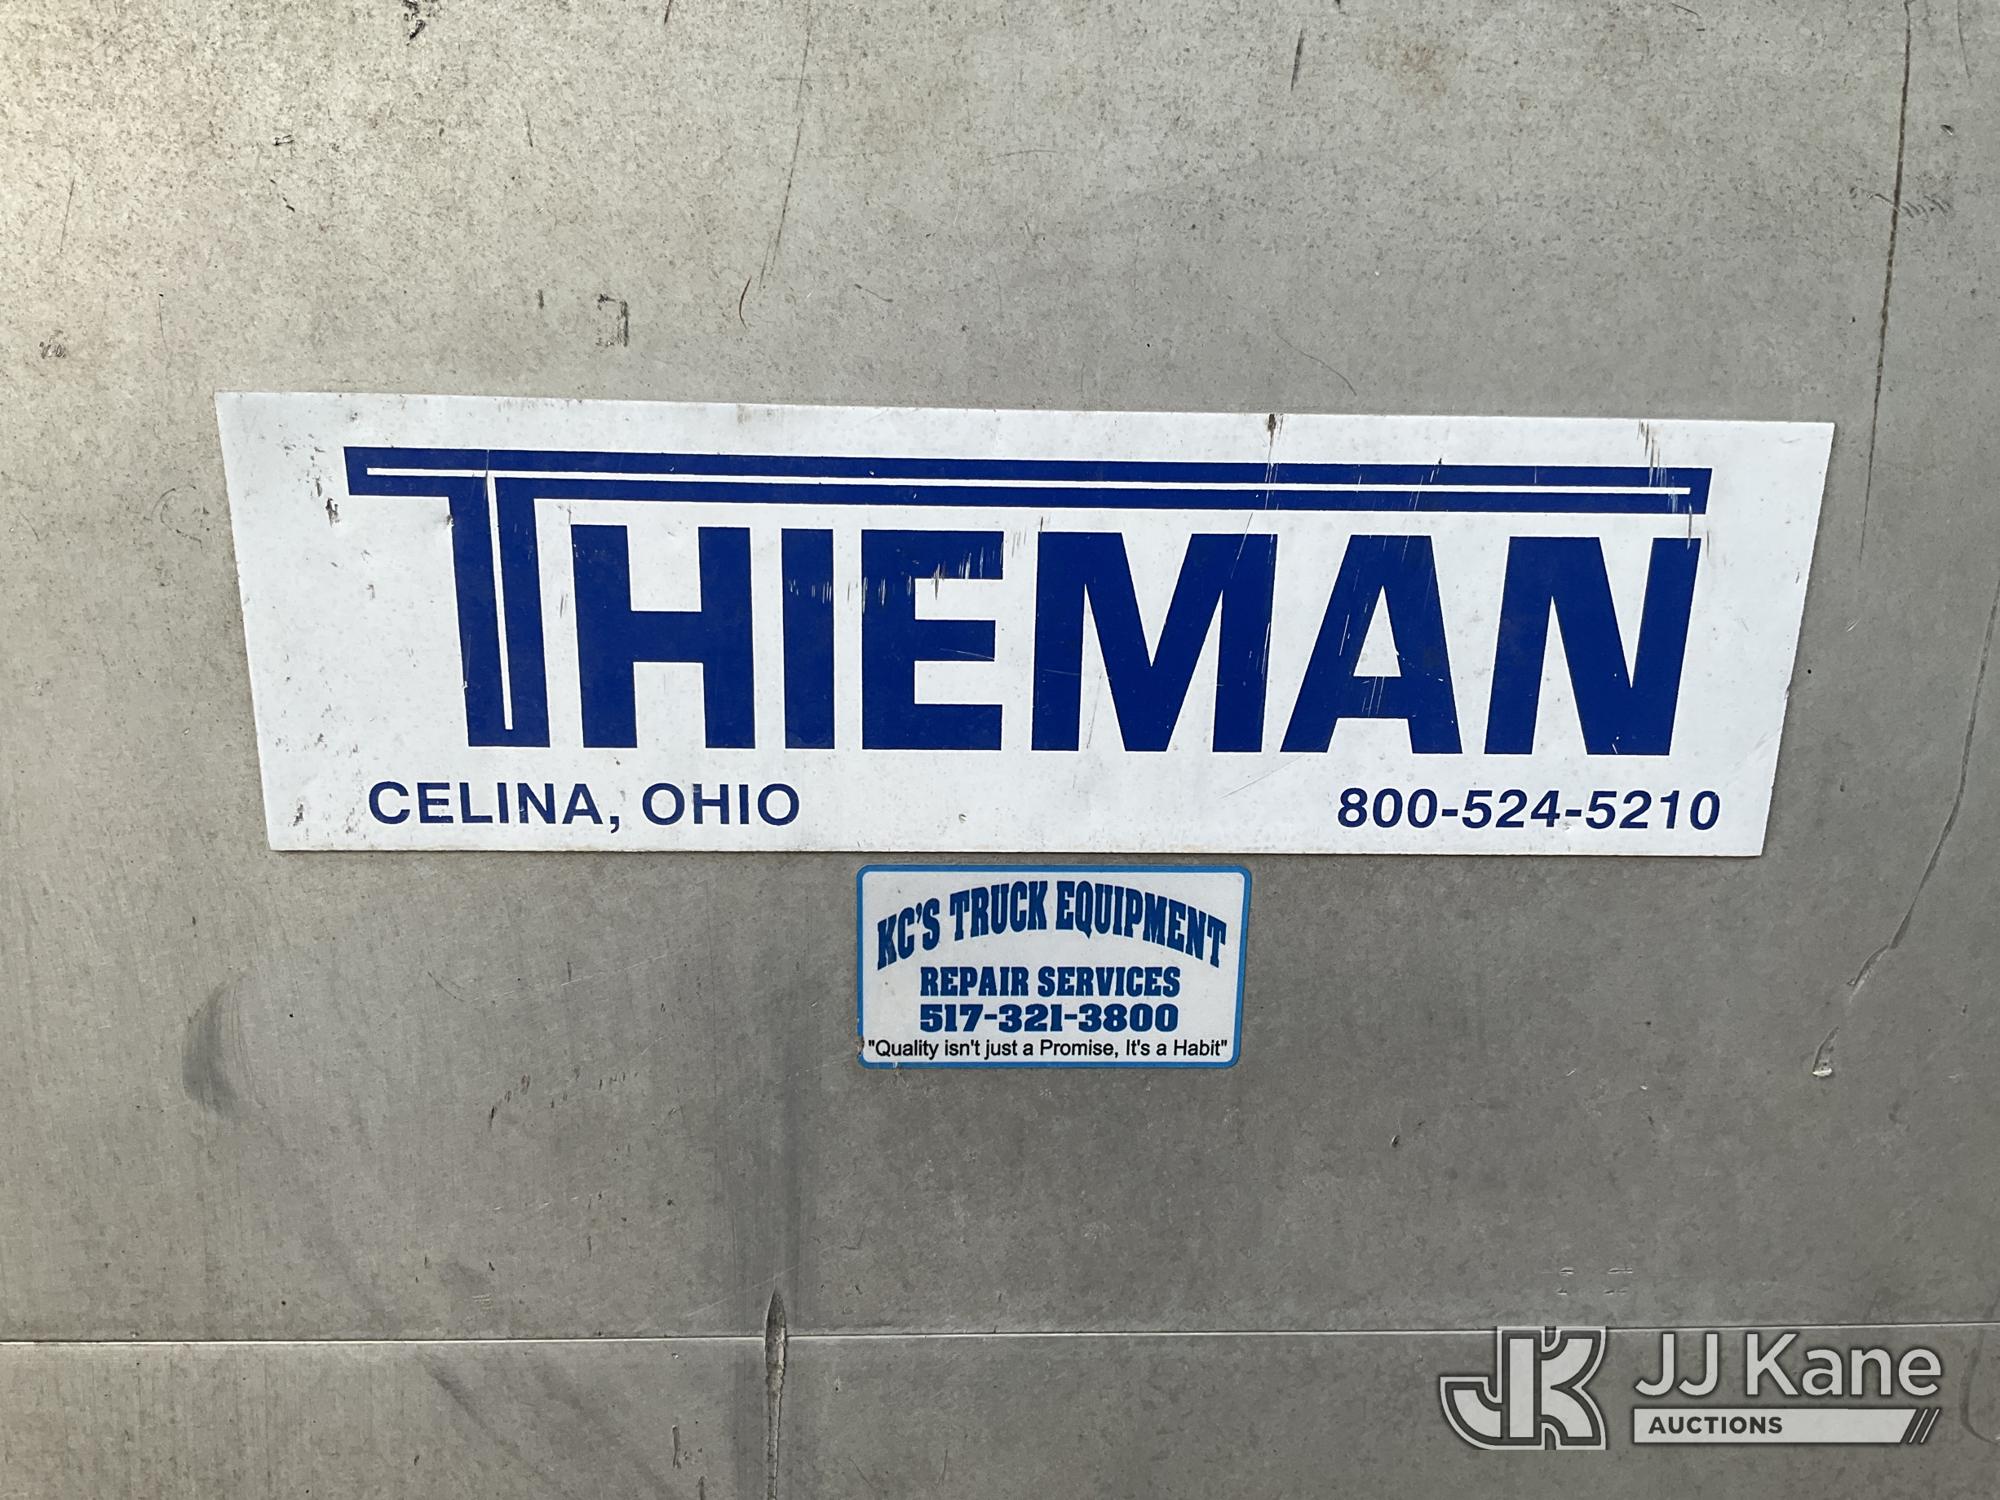 THIEMAN
CELINA, OHIO 800-524-5210
KC'S TRUCK EQUIPMENT
REPAIR SERVICES
517-321-3800
"Quality isn't just a Promise, It's a Habit"
JK JJ Kane
AUCTIONS